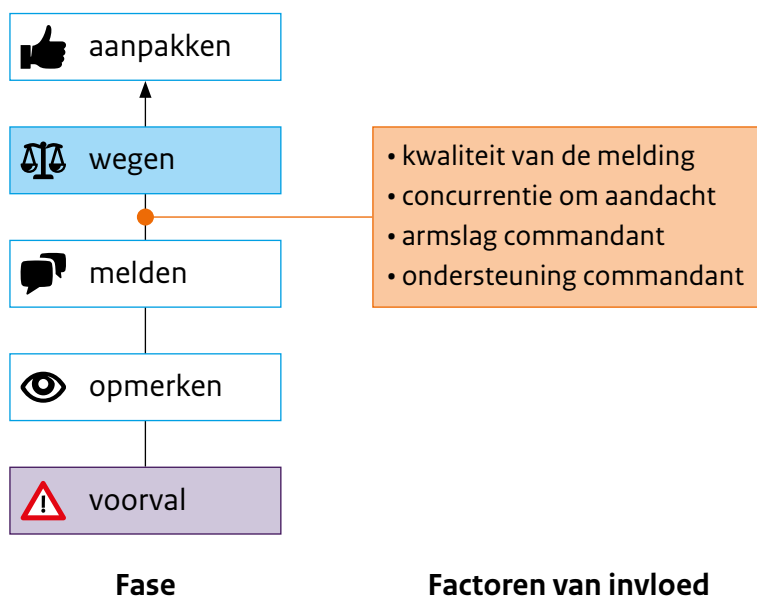 aanpakken
wegen
melden
opmerken
voorval
• kwaliteit van de melding
• concurrentie om aandacht
• armslag commandant
• ondersteuning commandant
Fase
Factoren van invloed